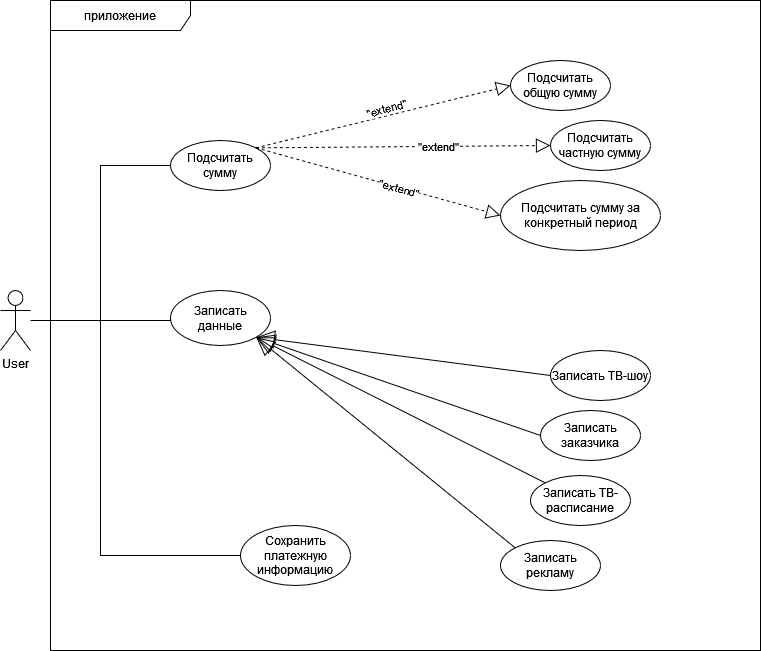 приложение
Подсчитать
общую сумму
"extend"
Подсчитать
частную сумму
"extend"
Подсчитать
сумму
"extend"
Подсчитать сумму за
конкретный период
Записать
данные
User
Записать ТВ-шоу
Записать
заказчика
Записать ТВ-
расписание
Сохранить
платежную
информацию
Записать
рекламу